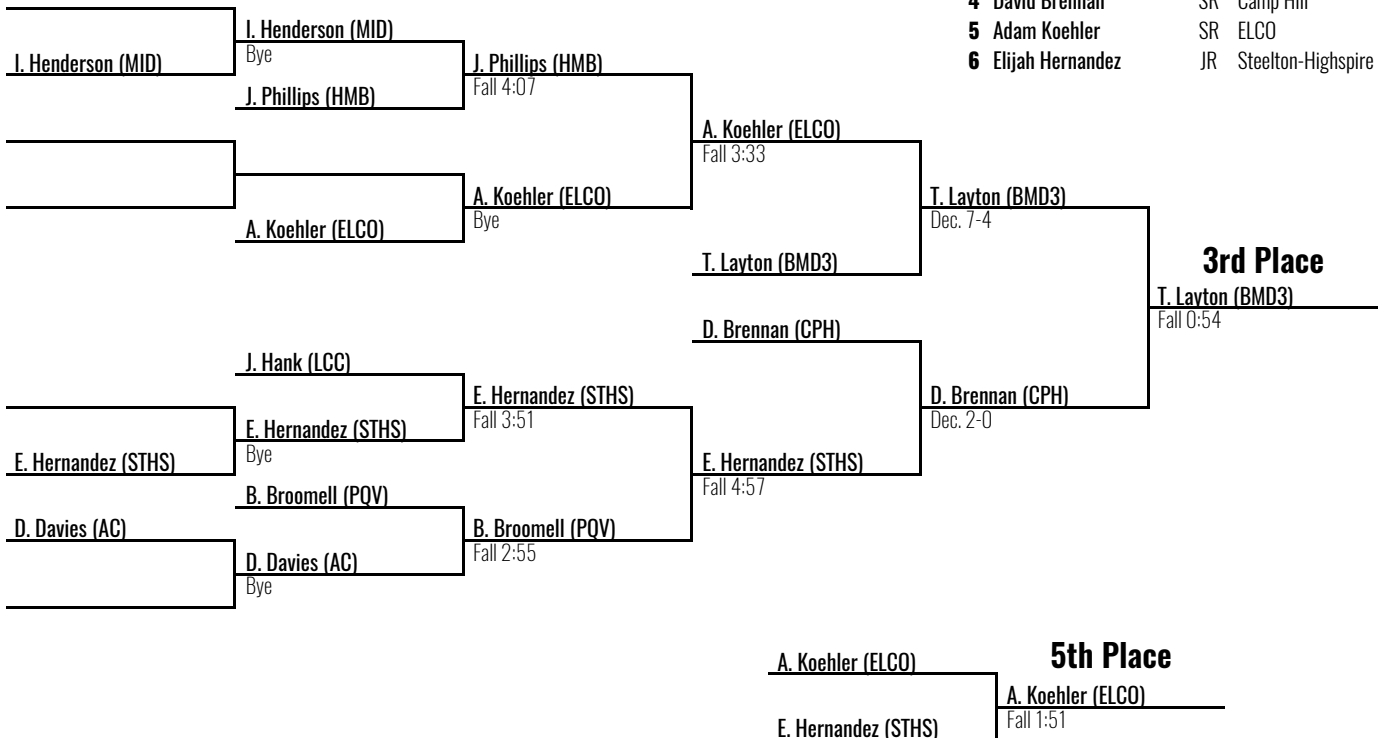 4 David Brennan SR Camp Hill
5 Adam Koehler SR ELCO
6 Elijah Hernandez JR Steelton-Highspire
I. Henderson (MID)
I. Henderson (MID)
Bye
J. Phillips (HMB)
J. Phillips (HMB)
Fall 4:07
A. Koehler (ELCO)
Fall 3:33
A. Koehler (ELCO)
A. Koehler (ELCO)
Bye
T. Layton (BMD3)
T. Layton (BMD3)
Dec. 7-4
3rd Place
T. Layton (BMD3)
Fall 0:54
D. Brennan (CPH)
J. Hank (LCC)
E. Hernandez (STHS)
Fall 3:51
D. Brennan (CPH)
Dec. 2-0
E. Hernandez (STHS)
E. Hernandez (STHS)
Bye
E. Hernandez (STHS)
Fall 4:57
B. Broomell (PQV)
D. Davies (AC)
B. Broomell (PQV)
Fall 2:55
D. Davies (AC)
Bye
5th Place
A. Koehler (ELCO)
A. Koehler (ELCO)
Fall 1:51
E. Hernandez (STHS)